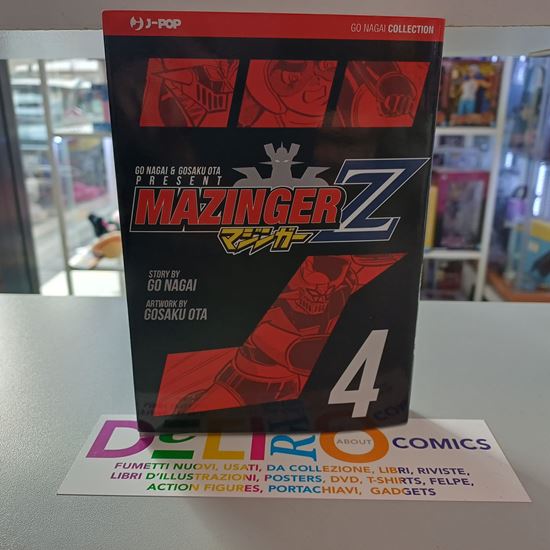 J-POP
GO NAGAI COLLECTION
GO NAGAI & GOSAKU OTA
PRESENT
MAZINGER Z
マジンガー
STORY BY
GO NAGAI
ARTWORK BY
GOSAKU OTA
4
DELIRIO
ABOUT
COMICS
FUMETTI NUOVI, USATI, DA COLLEZIONE, LIBRI, RIVISTE,
LIBRI D'ILLUSTRAZIONI, POSTERS, DVD, T-SHIRTS, FELPE,
ACTION FIGURES, PORTACHIAVI, GADGETS